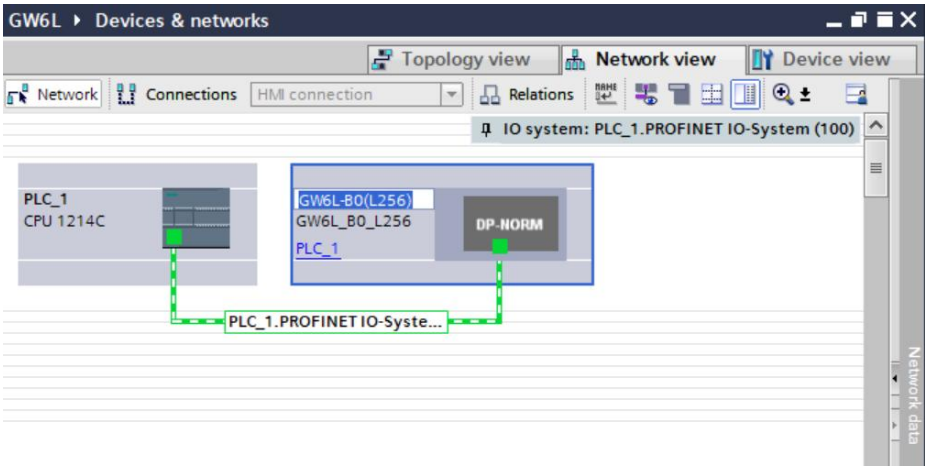 GW6L ▸ Devices & networks
Topology view Network view Device view
Network Connections HMI connection Relations
IO system: PLC_1.PROFINET IO-System (100)
PLC_1
CPU 1214C
GW6L-B0(L256)
GW6L_B0_L256
PLC_1
DP-NORM
PLC_1.PROFINET IO-Syste...
Network data